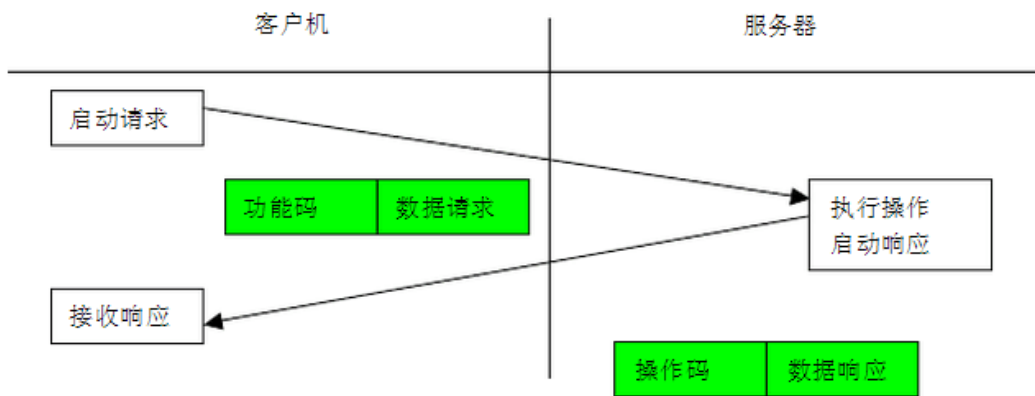 客户机
服务器
启动请求
功能码 数据请求
执行操作
启动响应
接收响应
操作码 数据响应